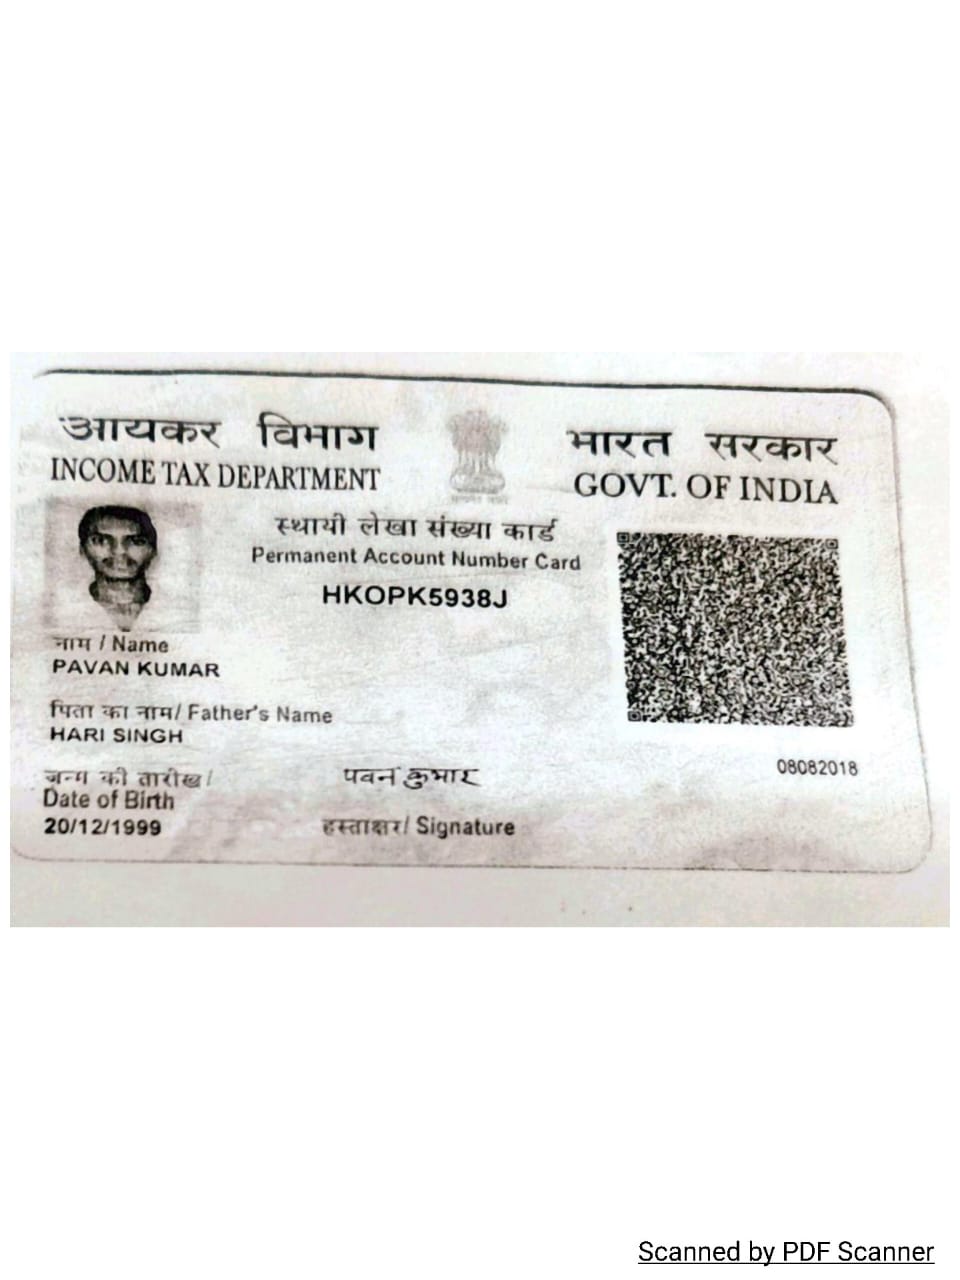 आयकर विभाग
INCOME TAX DEPARTMENT
भारत सरकार
GOVT. OF INDIA
स्थायी लेखा संख्या कार्ड
Permanent Account Number Card
HKOPK5938J
नाम / Name
PAVAN KUMAR
पिता का नाम/ Father's Name
HARI SINGH
जन्म की तारीख/
Date of Birth
20/12/1999
पवन कुमार
हस्ताक्षर/ Signature
08082018
Scanned by PDF Scanner